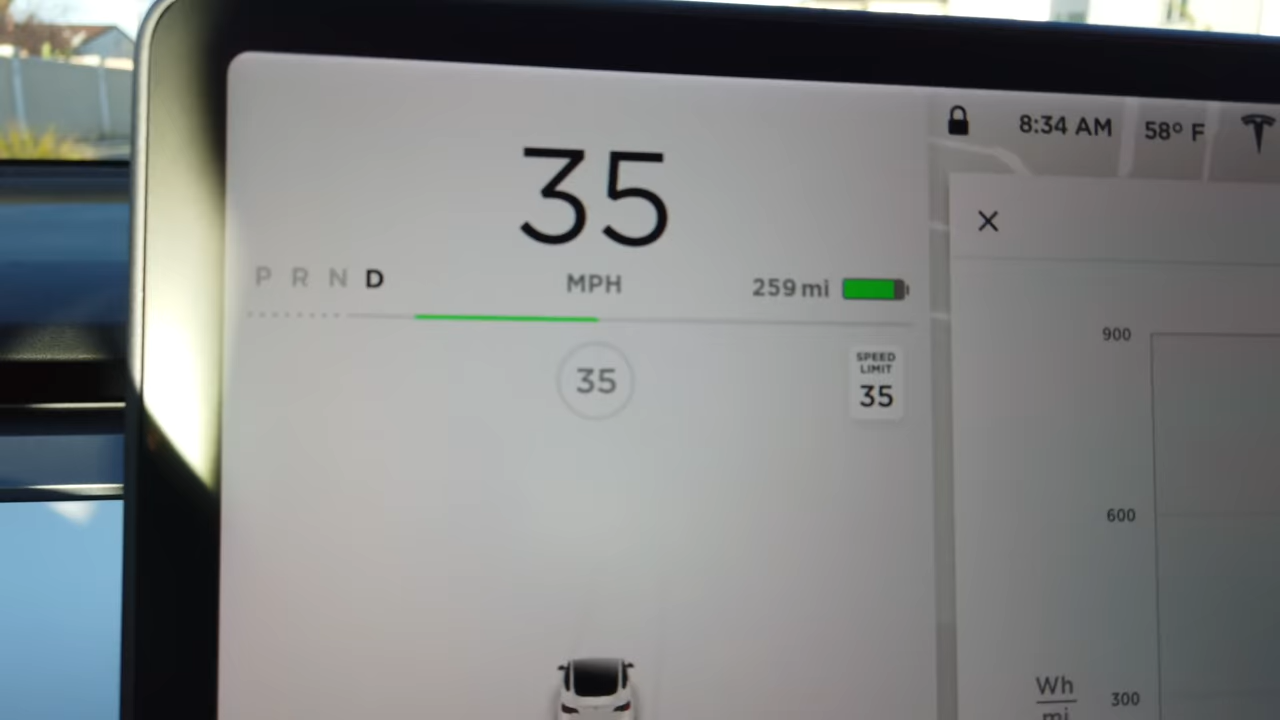 35
MPH
P R N D
259 mi
35
SPEED
LIMIT
35
8:34 AM
58° F
900
600
300
Wh
mi